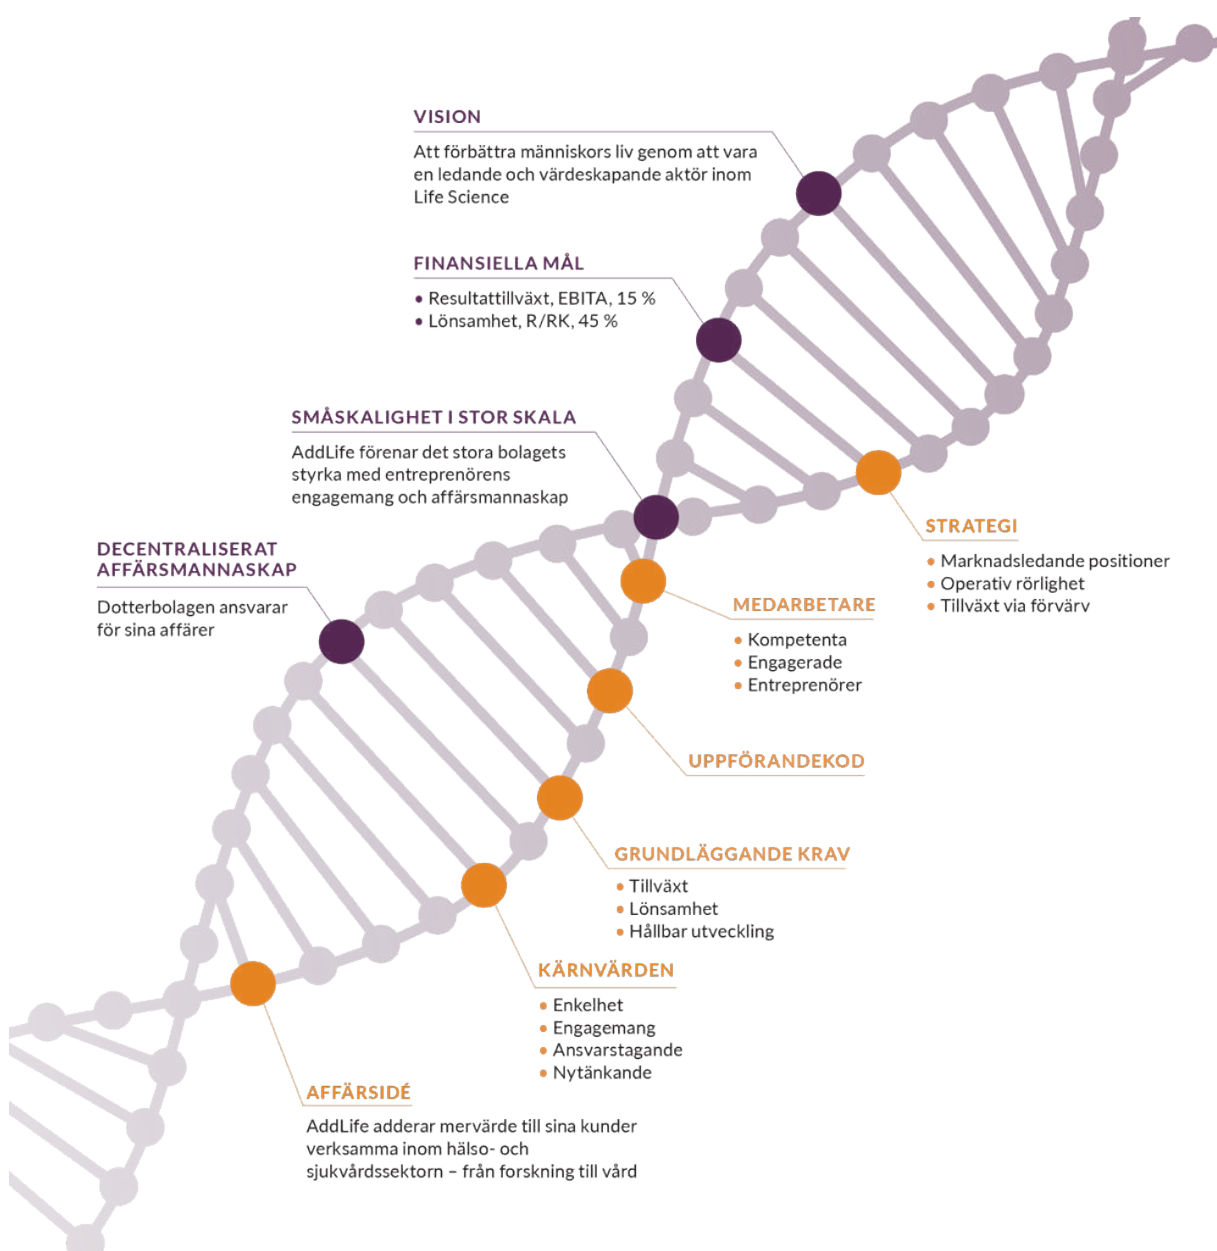 VISION
Att förbättra människors liv genom att vara
en ledande och värdeskapande aktör inom
Life Science
FINANSIELLA MÅL
• Resultattillväxt, EBITA, 15 %
• Lönsamhet, R/RK, 45 %
SMÅSKALIGHET I STOR SKALA
AddLife förenar det stora bolagets
styrka med entreprenörens
engagemang och affärsmannaskap
DECENTRALISERAT
AFFÄRSMANNASKAP
Dotterbolagen ansvarar
för sina affärer
STRATEGI
• Marknadsledande positioner
• Operativ rörlighet
• Tillväxt via förvärv
MEDARBETARE
• Kompetenta
• Engagerade
• Entreprenörer
UPPFÖRANDEKOD
GRUNDLÄGGANDE KRAV
• Tillväxt
• Lönsamhet
• Hållbar utveckling
KÄRNVÄRDEN
• Enkelhet
• Engagemang
• Ansvarstagande
• Nytänkande
AFFÄRSIDÉ
AddLife adderar mervärde till sina kunder
verksamma inom hälso- och
sjukvårdssektorn – från forskning till vård